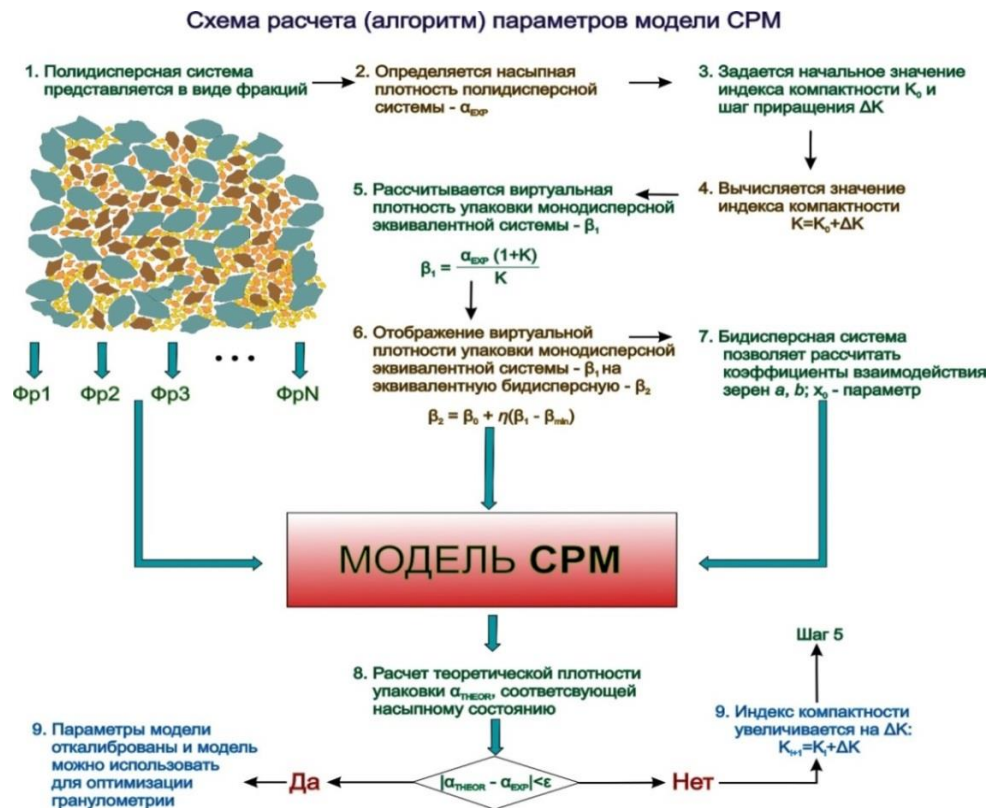 Схема расчета (алгоритм) параметров модели CPM
1. Полидисперсная система
представляется в виде фракций
2. Определяется насыпная
плотность полидисперсной
системы - α_EXP
3. Задается начальное значение
индекса компактности K₀ и
шаг приращения ΔK
4. Вычисляется значение
индекса компактности
K=K₀+ΔK
5. Рассчитывается виртуальная
плотность упаковки монодисперсной
эквивалентной системы - β₁
β₁ = α_EXP (1+K) / K
6. Отображение виртуальной
плотности упаковки монодисперсной
эквивалентной системы - β₁ на
эквивалентную бидисперсную - β₂
β₂ = β₀ + η(β₁ - β_min)
7. Бидисперсная система
позволяет рассчитать
коэффициенты взаимодействия
зерен a, b; x₀ - параметр
...
Фр1 Фр2 Фр3 ФрN
МОДЕЛЬ CPM
8. Расчет теоретической плотности
упаковки α_THEOR, соответсвующей
насыпному состоянию
|α_THEOR - α_EXP|<ε
Да
9. Параметры модели
откалиброваны и модель
можно использовать
для оптимизации
гранулометрии
Нет
9. Индекс компактности
увеличивается на ΔK:
K_i+1=K_i+ΔK
Шаг 5